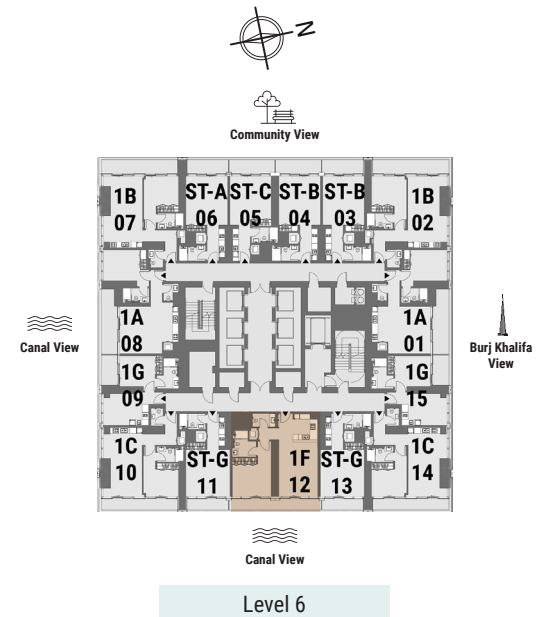 N
Community View
1B
07
ST-A
06
ST-C
05
ST-B
04
ST-B
03
1B
02
1A
08
1A
01
Canal View
Burj Khalifa
View
1G
09
1G
15
1C
10
ST-G
11
1F
12
ST-G
13
1C
14
Canal View
Level 6